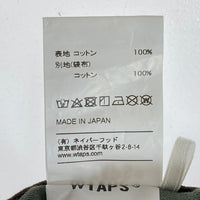 表地 コットン 100%
別地(袋布)
コットン 100%
MADE IN JAPAN
(有) ネイバーフッド
東京都渋谷区千駄ヶ谷2-8-14
www.wtaps.com
WTAPS